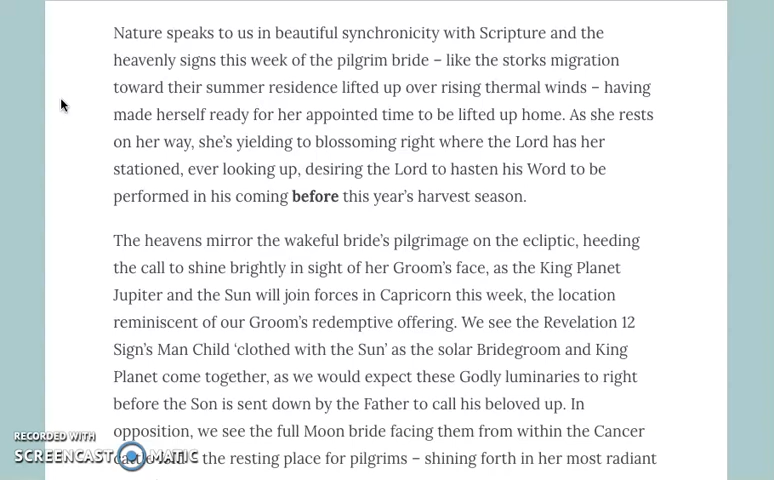 Nature speaks to us in beautiful synchronicity with Scripture and the
heavenly signs this week of the pilgrim bride – like the storks migration
toward their summer residence lifted up over rising thermal winds – having
made herself ready for her appointed time to be lifted up home. As she rests
on her way, she’s yielding to blossoming right where the Lord has her
stationed, ever looking up, desiring the Lord to hasten his Word to be
performed in his coming before this year’s harvest season.
The heavens mirror the wakeful bride’s pilgrimage on the ecliptic, heeding
the call to shine brightly in sight of her Groom’s face, as the King Planet
Jupiter and the Sun will join forces in Capricorn this week, the location
reminiscent of our Groom’s redemptive offering. We see the Revelation 12
Sign’s Man Child ‘clothed with the Sun’ as the solar Bridegroom and King
Planet come together, as we would expect these Godly luminaries to right
before the Son is sent down by the Father to call his beloved up. In
opposition, we see the full Moon bride facing them from within the Cancer
the resting place for pilgrims – shining forth in her most radiant
RECORDED WITH
SCREENCAST MATIC